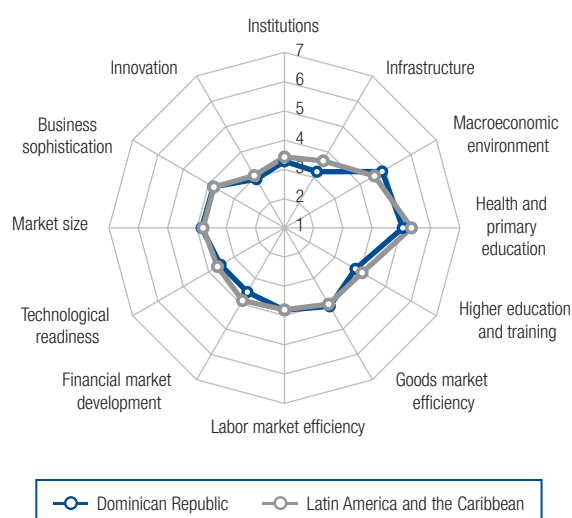 Institutions
7
6
5
4
3
2
1
Infrastructure
Macroeconomic
environment
Health and
primary
education
Higher education
and training
Goods market
efficiency
Labor market efficiency
Financial market
development
Technological
readiness
Market size
Business
sophistication
Innovation
Dominican Republic
Latin America and the Caribbean